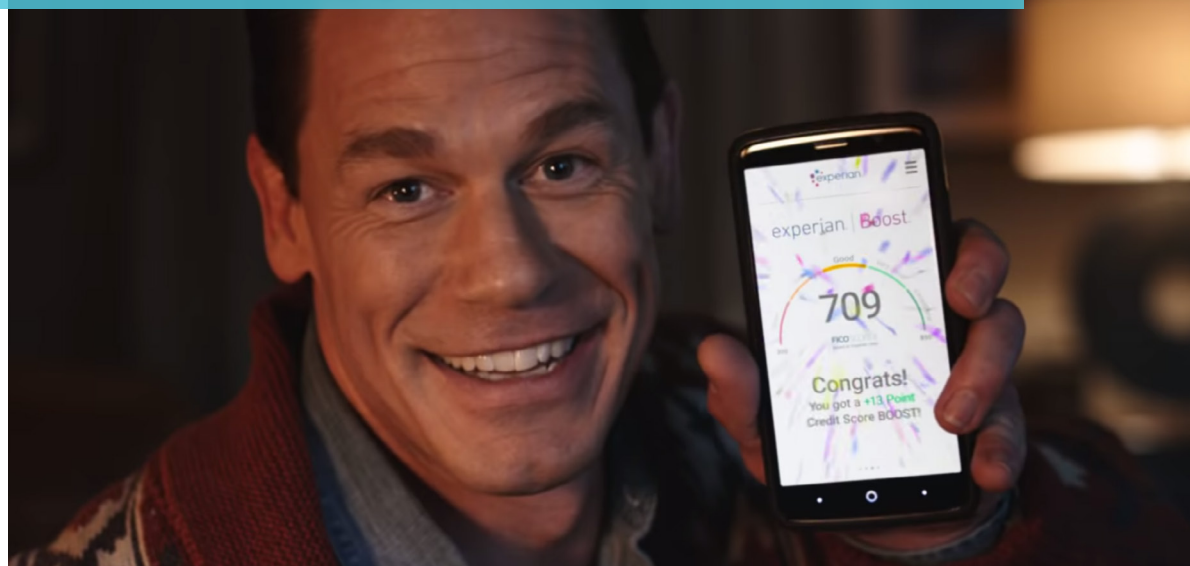 experian.
experian. | Boost.
Good
709
FICO
Congrats!
You got a +13 Point
Credit Score BOOST!